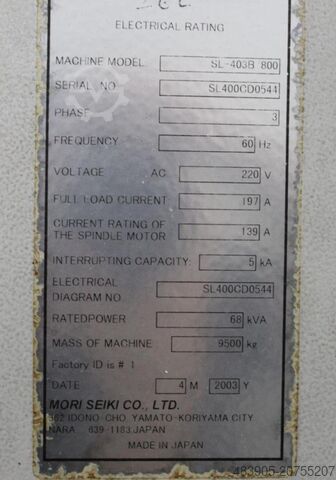 ELECTRICAL RATING
MACHINE MODEL SL-403B 800
SERIAL NO SL400CD0544
PHASE 3
FREQUENCY 60 Hz
VOLTAGE AC 220 V
FULL LOAD CURRENT 197 A
CURRENT RATING OF
THE SPINDLE MOTOR 139 A
INTERRUPTING CAPACITY: 5 kA
ELECTRICAL
DIAGRAM NO. SL400CD0544
RATEDPOWER 68 kVA
MASS OF MACHINE 9500 kg
Factory ID is # 1
DATE 4 M 2003 Y
MORI SEIKI CO., LTD.
362 IDONO-CHO, YAMATO-KORIYAMA CITY
NARA 639-1183 JAPAN
MADE IN JAPAN
483905-20755207